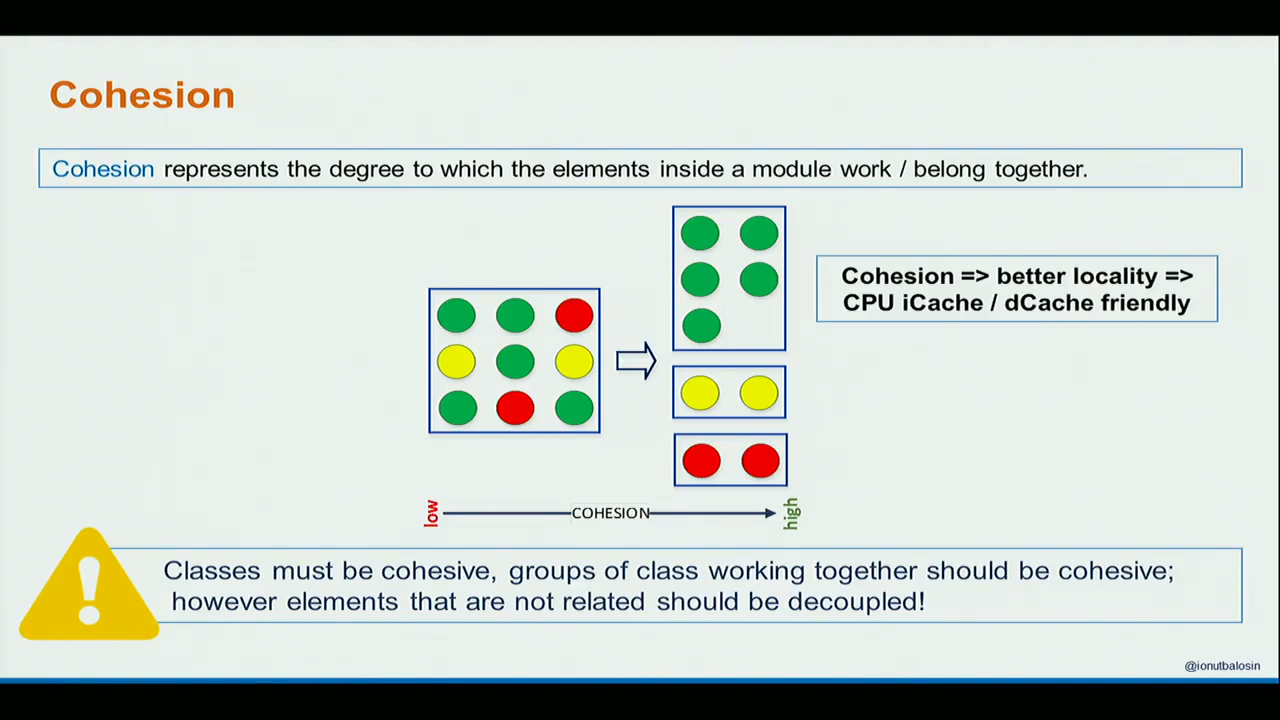 Cohesion
Cohesion represents the degree to which the elements inside a module work / belong together.
Cohesion => better locality =>
CPU iCache / dCache friendly
low
COHESION
high
Classes must be cohesive, groups of class working together should be cohesive;
however elements that are not related should be decoupled!
@ionutbalosin